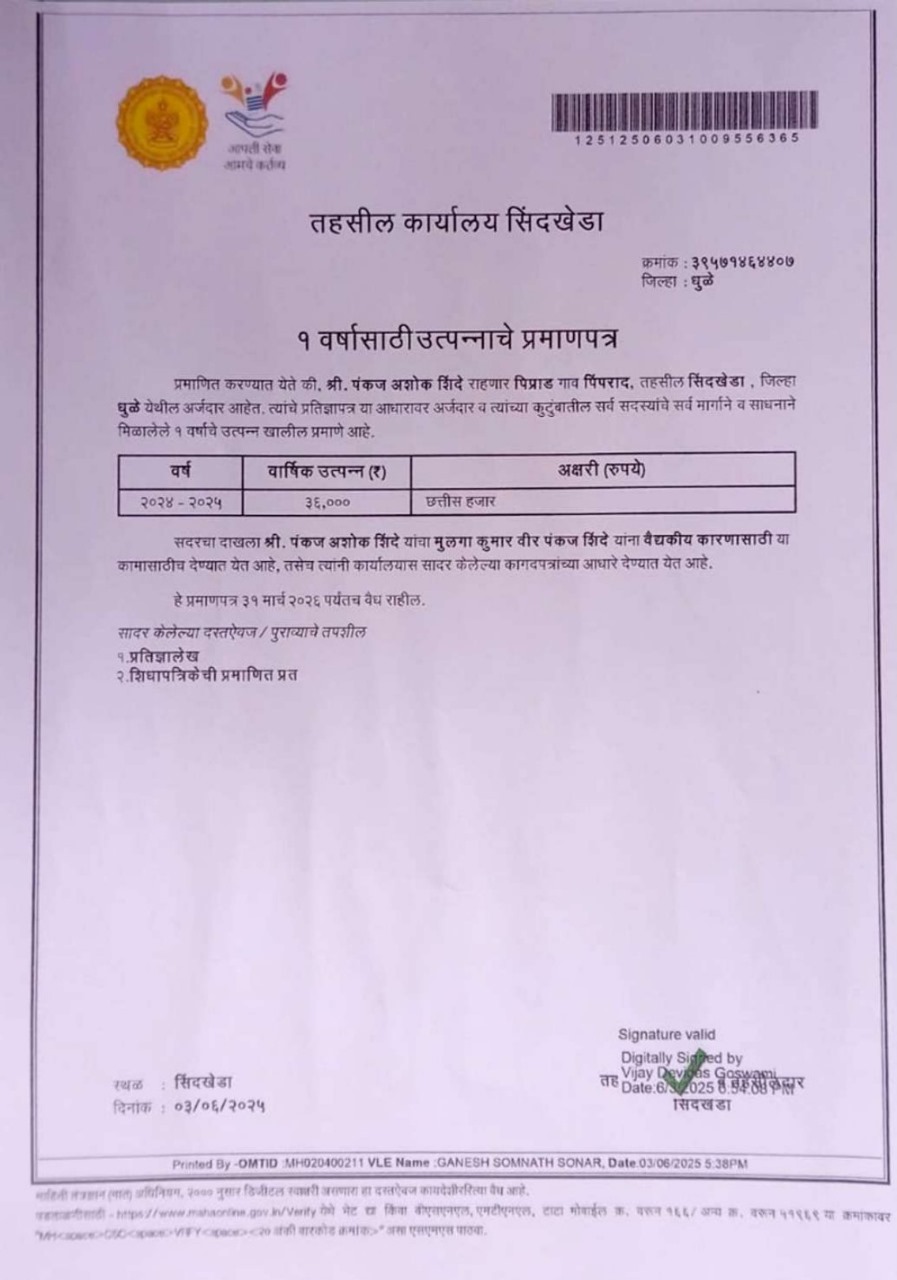 आपली सेवा
आमचे कर्तव्य
12512506031009556365
तहसील कार्यालय सिंदखेडा
क्रमांक : ३९५७१४६४४०७
जिल्हा : धुळे
१ वर्षासाठी उत्पन्नाचे प्रमाणपत्र
प्रमाणित करण्यात येते की, श्री. पंकज अशोक शिंदे राहणार पिप्राड गाव पिंपराद, तहसील सिंदखेडा , जिल्हा
धुळे येथील अर्जदार आहेत. त्यांचे प्रतिज्ञापत्र या आधारावर अर्जदार व त्यांच्या कुटुंबातील सर्व सदस्यांचे सर्व मार्गाने व साधनाने
मिळालेले १ वर्षाचे उत्पन्न खालील प्रमाणे आहे.
वर्ष वार्षिक उत्पन्न (₹) अक्षरी (रुपये)
२०२४ - २०२५ ३६,००० छत्तीस हजार
सदरचा दाखला श्री. पंकज अशोक शिंदे यांचा मुलगा कुमार वीर पंकज शिंदे यांना वैद्यकीय कारणासाठी या
कामासाठीच देण्यात येत आहे, तसेच त्यांनी कार्यालयास सादर केलेल्या कागदपत्रांच्या आधारे देण्यात येत आहे.
हे प्रमाणपत्र ३१ मार्च २०२६ पर्यंतच वैध राहील.
सादर केलेल्या दस्तऐवज / पुराव्याचे तपशील
१.प्रतिज्ञालेख
२.शिधापत्रिकेची प्रमाणित प्रत
Signature valid
Digitally Signed by
Vijay Devidas Goswami
Date:6/3/2025 6:54:08 PM
तहसीलदार
सिंदखेडा
स्थळ : सिंदखेडा
दिनांक : ०३/०६/२०२५
Printed By -OMTID :MH020400211 VLE Name :GANESH SOMNATH SONAR, Date:03/06/2025 5:38PM
माहिती तंत्रज्ञान (मात) अधिनियम, २००० नुसार डिजीटल स्वाक्षरी असणारा हा दस्तऐवज कायदेशीररित्या वैध आहे.
पडताळणीसाठी - https://www.mahaonline.gov.in/Verify येथे भेट द्या किंवा बीएसएनएल, एमटीएनएल, टाटा मोबाईल क्र. वरून १६६/ अन्य क्र. वरून ५१९६९ या क्रमांकावर
"MH<space>CSC<space>VRFY<space><२० अंकी बारकोड क्रमांक>" असा एसएमएस पाठवा.